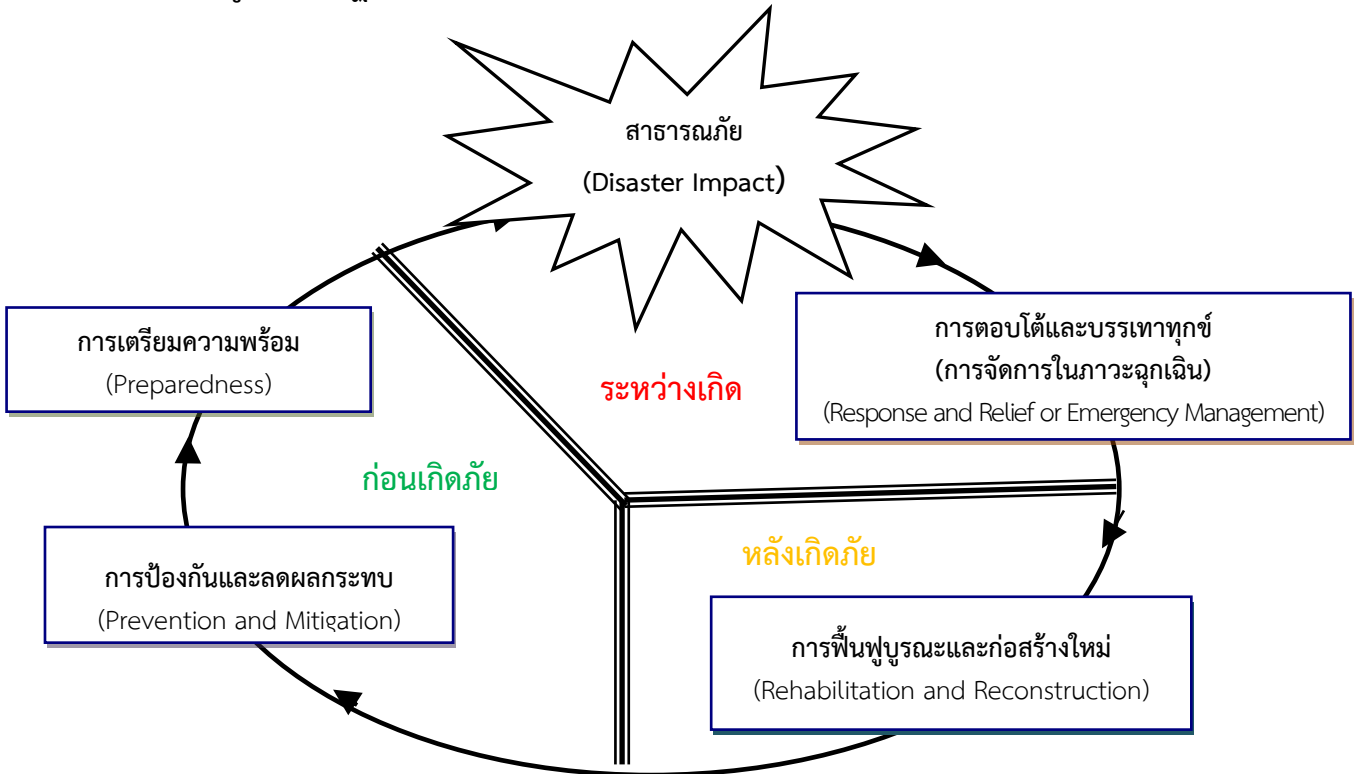 สาธารณภัย
(Disaster Impact)
การเตรียมความพร้อม
(Preparedness)
การตอบโต้และบรรเทาทุกข์
(การจัดการในภาวะฉุกเฉิน)
(Response and Relief or Emergency Management)
ระหว่างเกิด
ก่อนเกิดภัย
หลังเกิดภัย
การป้องกันและลดผลกระทบ
(Prevention and Mitigation)
การฟื้นฟูบูรณะและก่อสร้างใหม่
(Rehabilitation and Reconstruction)